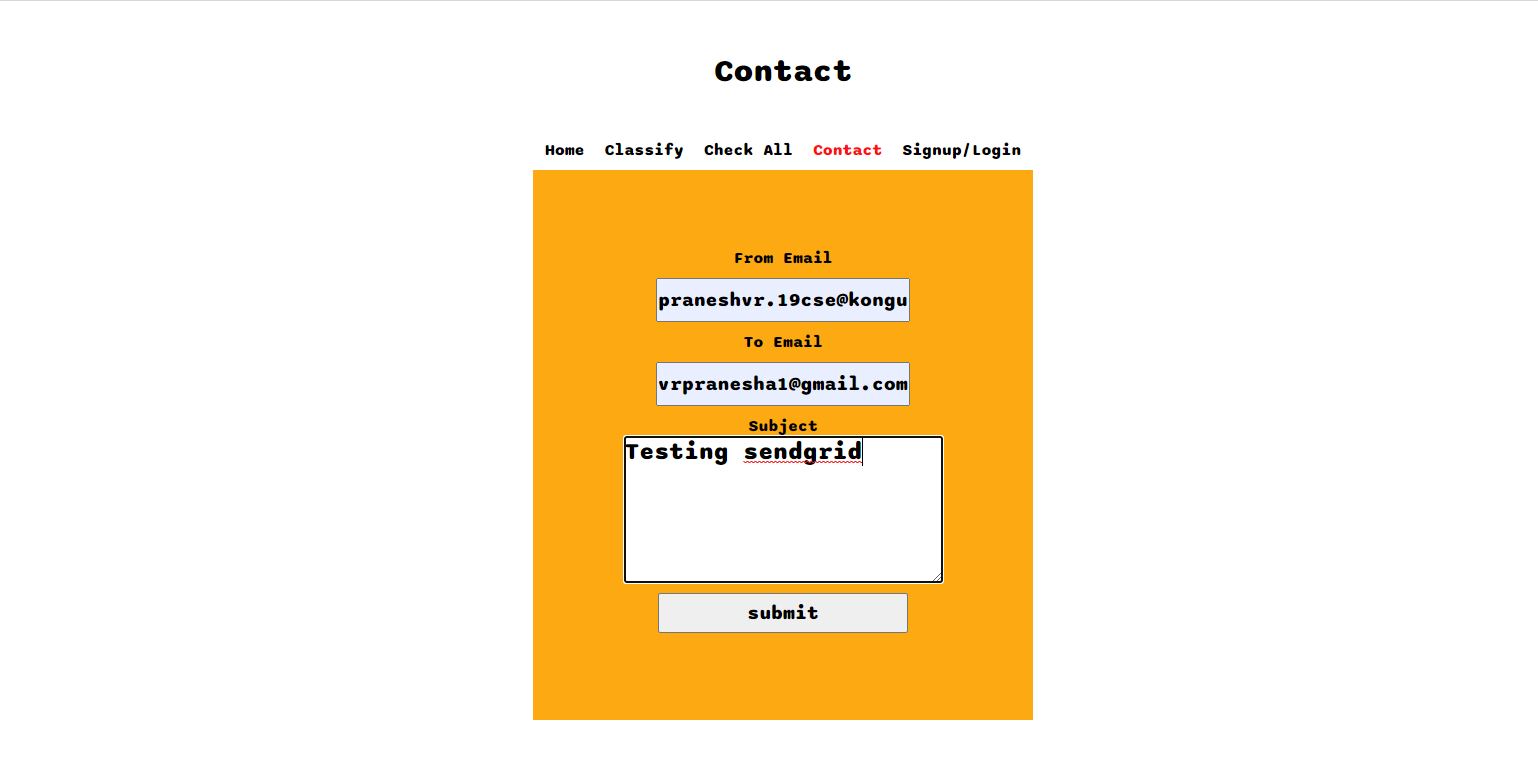 Contact
Home Classify Check All Contact Signup/Login
From Email
praneshvr.19cse@kongu
To Email
vrpranesha1@gmail.com
Subject
Testing sendgrid
submit